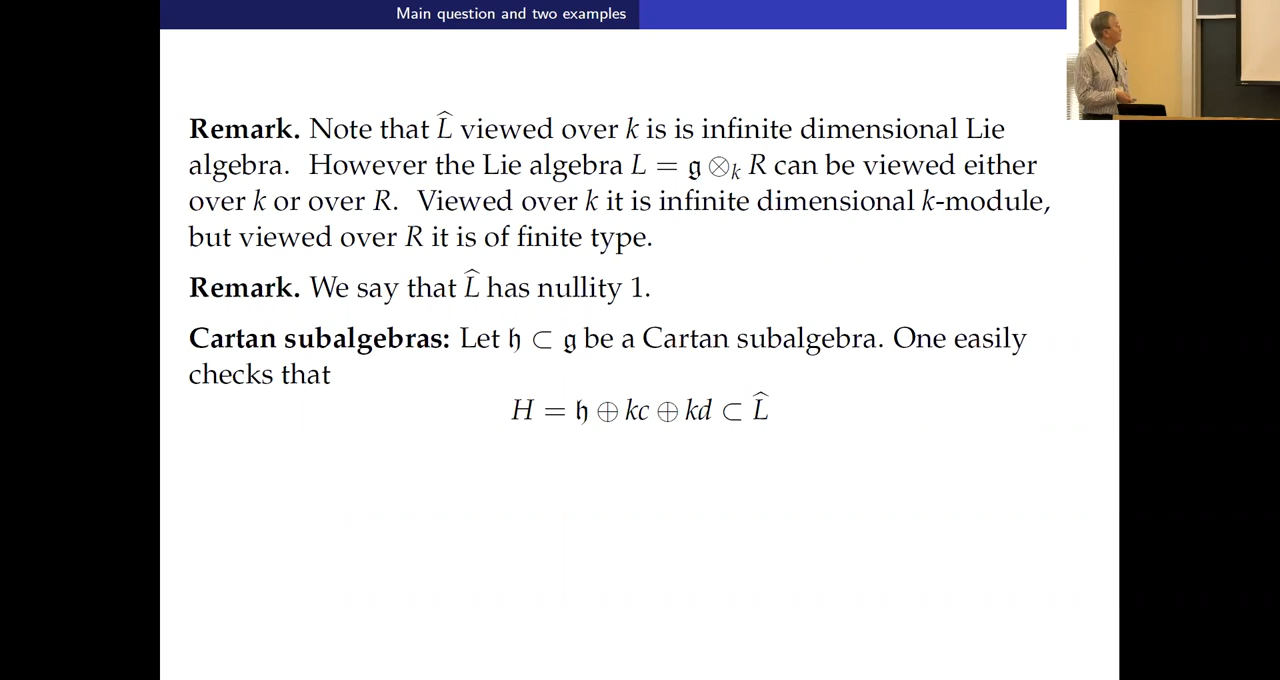 Main question and two examples
Remark. Note that L̂ viewed over k is is infinite dimensional Lie
algebra. However the Lie algebra L = 𝔤 ⊗ₖ R can be viewed either
over k or over R. Viewed over k it is infinite dimensional k-module,
but viewed over R it is of finite type.
Remark. We say that L̂ has nullity 1.
Cartan subalgebras: Let 𝔥 ⊂ 𝔤 be a Cartan subalgebra. One easily
checks that
H = 𝔥 ⊕ kc ⊕ kd ⊂ L̂